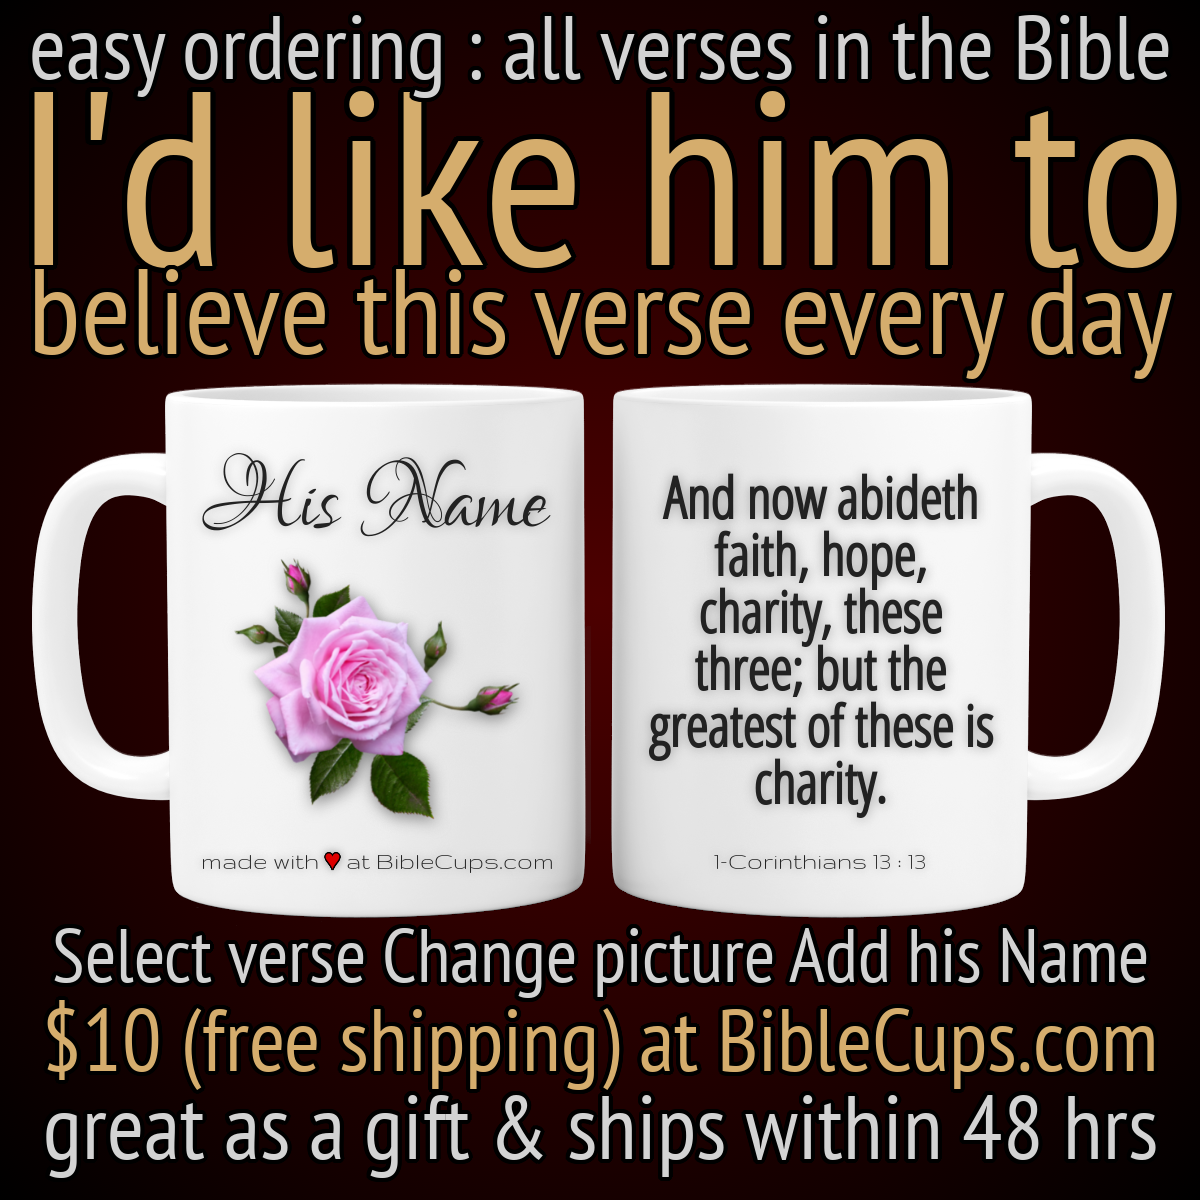 easy ordering : all verses in the Bible
I'd like him to
believe this verse every day
His Name
made with ♥ at BibleCups.com
And now abideth
faith, hope,
charity, these
three; but the
greatest of these is
charity.
1-Corinthians 13 : 13
Select verse Change picture Add his Name
$10 (free shipping) at BibleCups.com
great as a gift & ships within 48 hrs